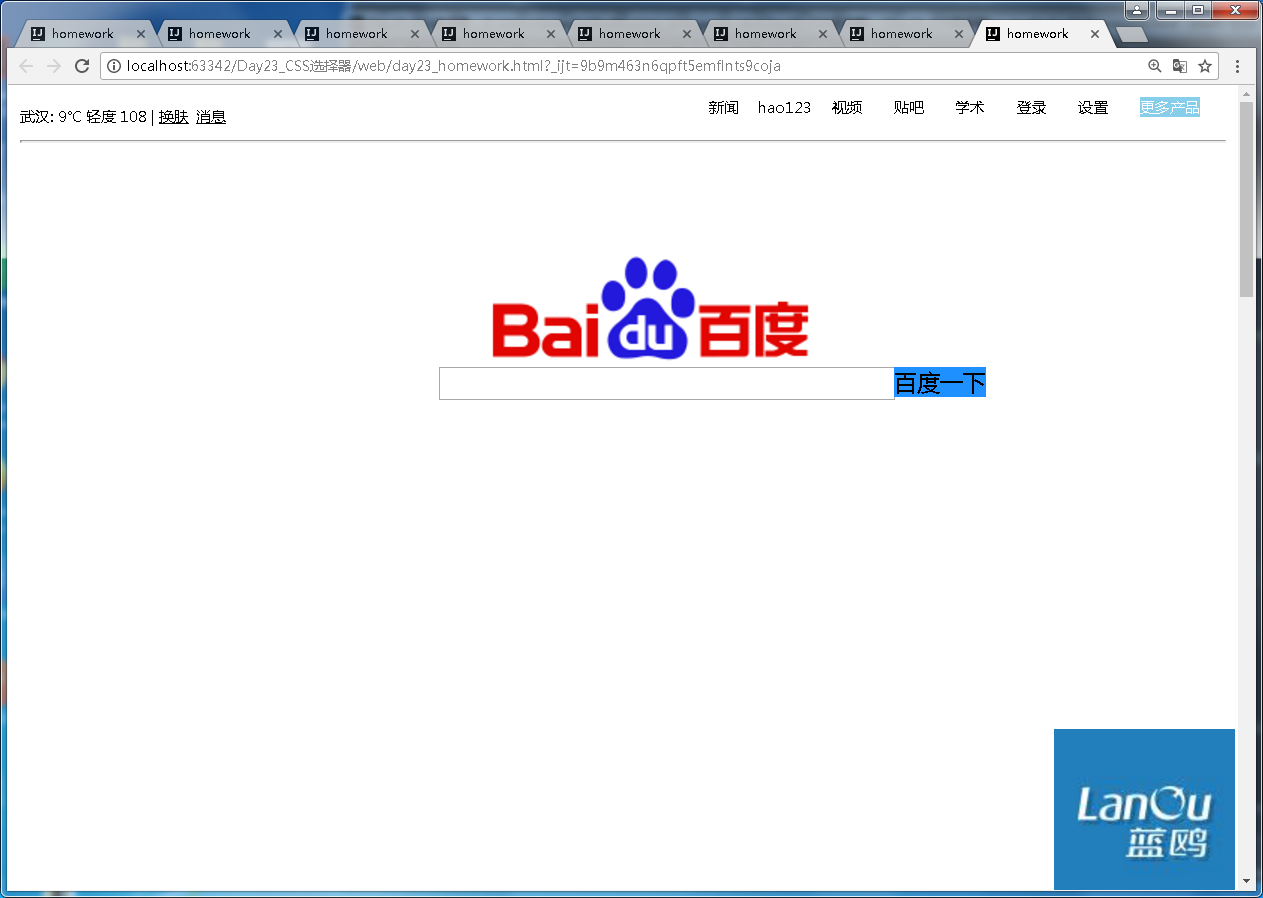 homework homework homework homework homework homework homework homework
localhost:63342/Day23_CSS选择器/web/day23_homework.html?_ijt=9b9m463n6qpft5emflnts9coja
武汉: 9℃ 轻度 108 | 换肤 消息
新闻 hao123 视频 贴吧 学术 登录 设置 更多产品
Bai du 百度
百度一下
LanOu
蓝鸥